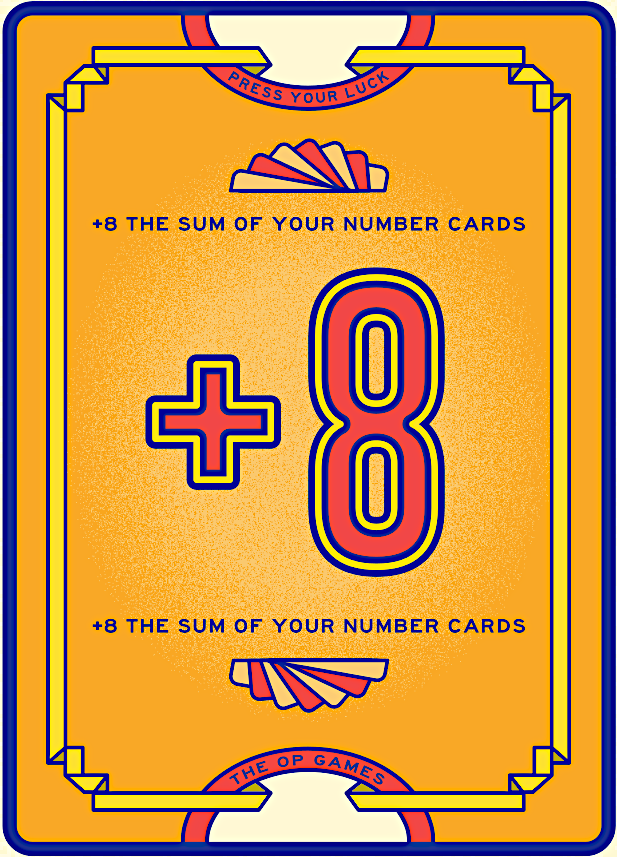 PRESS YOUR LUCK
+8 THE SUM OF YOUR NUMBER CARDS
+8
+8 THE SUM OF YOUR NUMBER CARDS
THE OP GAMES